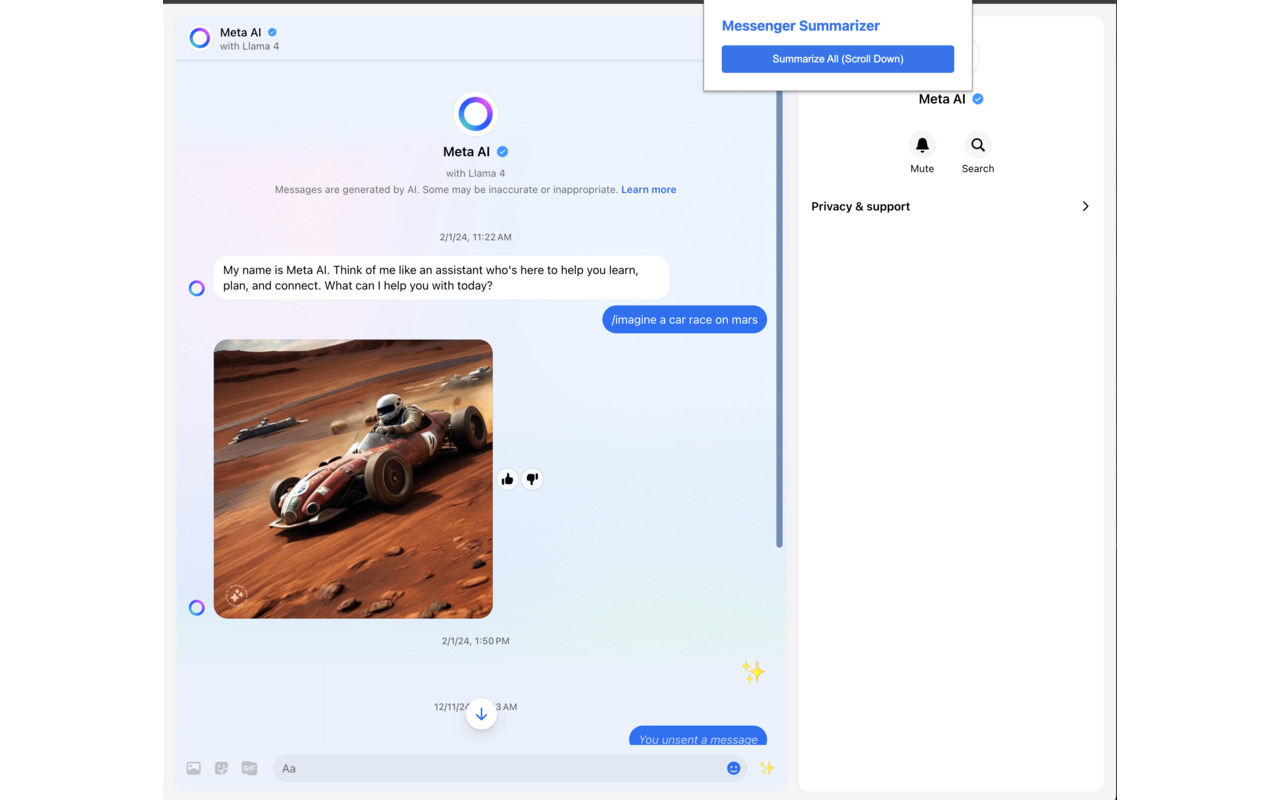 Meta AI
with Llama 4
Messenger Summarizer
Summarize All (Scroll Down)
Meta AI
with Llama 4
Messages are generated by AI. Some may be inaccurate or inappropriate. Learn more
2/1/24, 11:22 AM
My name is Meta AI. Think of me like an assistant who's here to help you learn,
plan, and connect. What can I help you with today?
/imagine a car race on mars
2/1/24, 1:50 PM
12/11/24
3 AM
You unsent a message
Aa
GIF
Meta AI
Mute
Search
Privacy & support